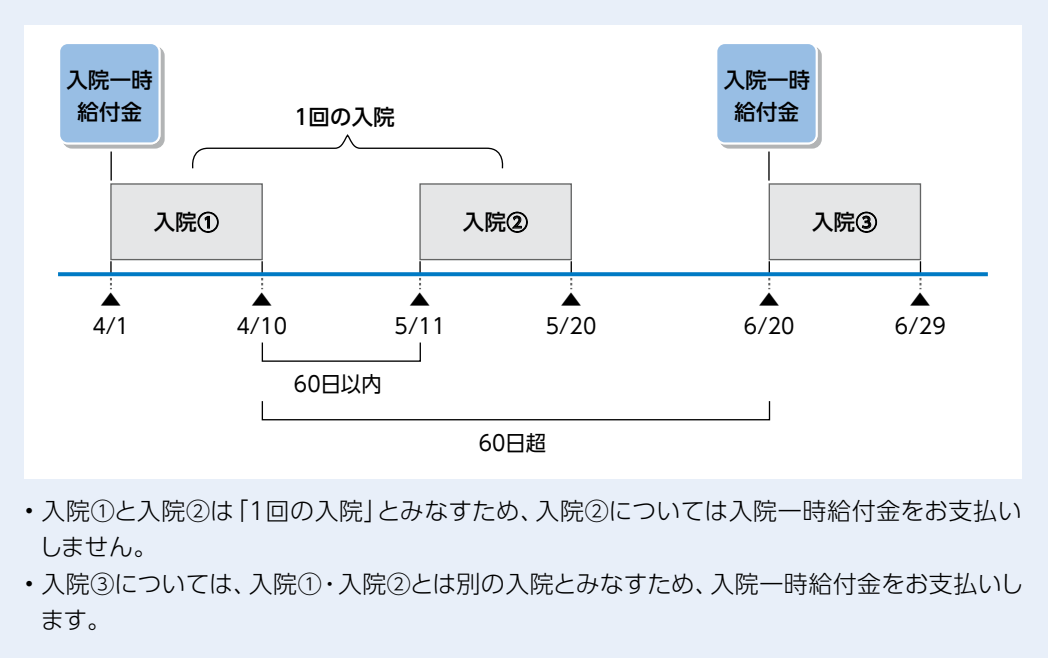 入院一時
給付金
入院一時
給付金
1回の入院
入院①
入院②
入院③
4/1
4/10
5/11
5/20
6/20
6/29
60日以内
60日超
・入院①と入院②は「1回の入院」とみなすため、入院②については入院一時給付金をお支払い
しません。
・入院③については、入院①・入院②とは別の入院とみなすため、入院一時給付金をお支払いし
ます。